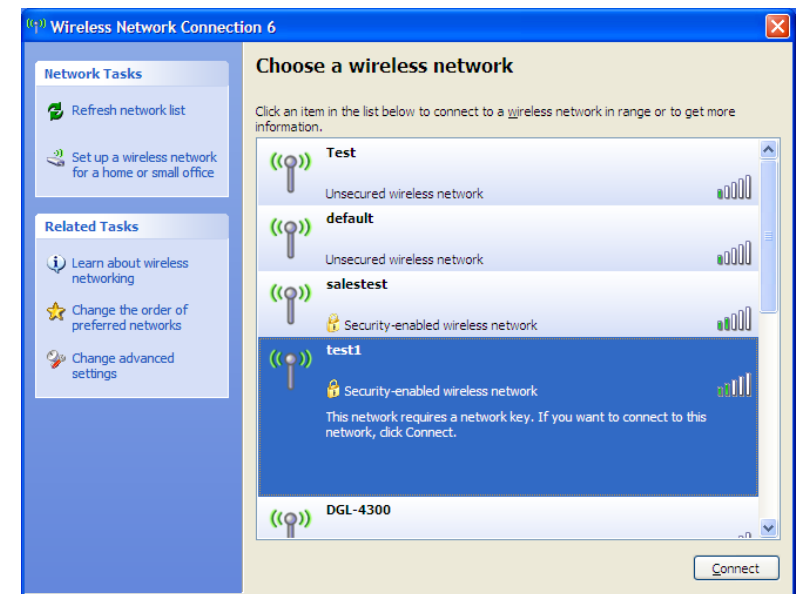 Wireless Network Connection 6
Network Tasks
Refresh network list
Set up a wireless network
for a home or small office
Related Tasks
Learn about wireless
networking
Change the order of
preferred networks
Change advanced
settings
Choose a wireless network
Click an item in the list below to connect to a wireless network in range or to get more
information.
Test
Unsecured wireless network
default
Unsecured wireless network
salestest
Security-enabled wireless network
test1
Security-enabled wireless network
This network requires a network key. If you want to connect to this
network, click Connect.
DGL-4300
Connect